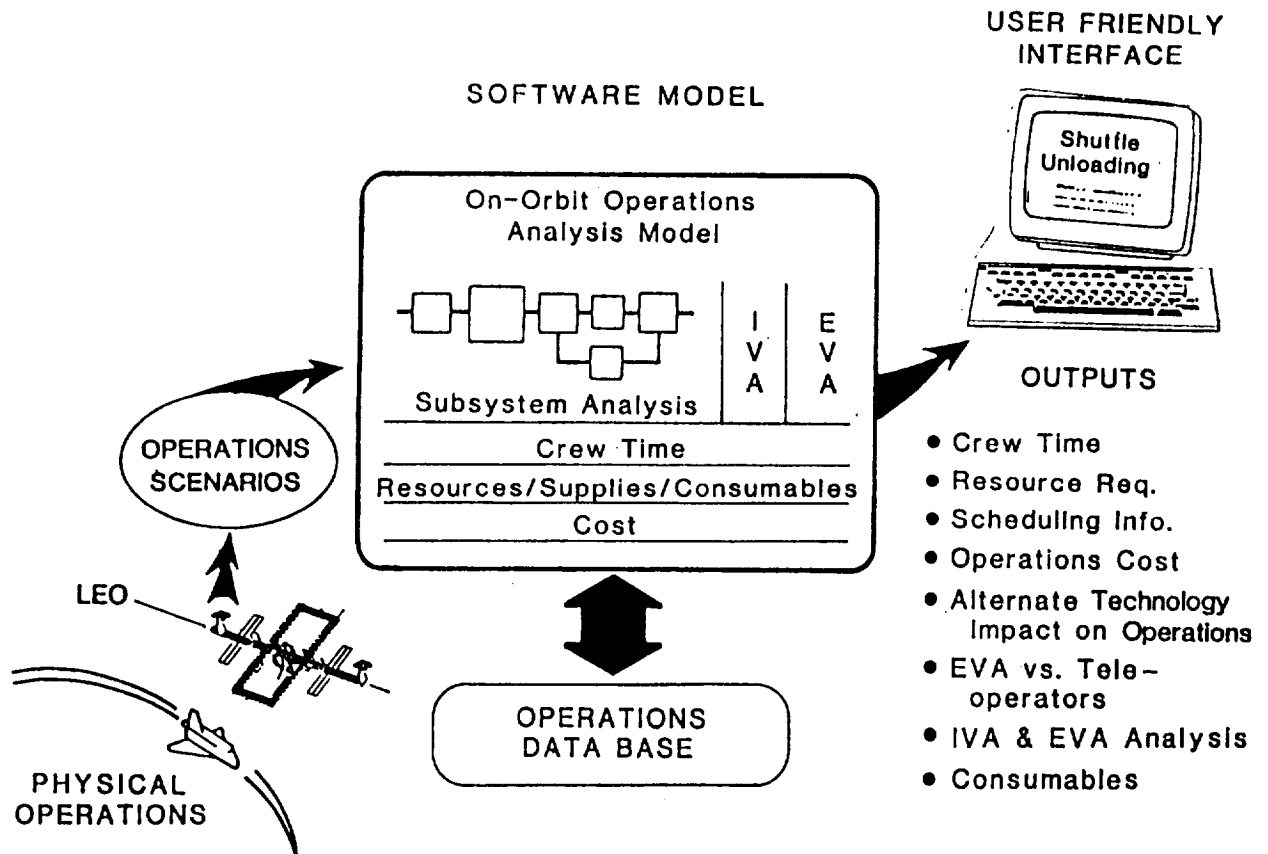 USER FRIENDLY
INTERFACE
SOFTWARE MODEL
Shuttle
Unloading
On-Orbit Operations
Analysis Model
I
V
A
E
V
A
Subsystem Analysis
Crew Time
Resources/Supplies/Consumables
Cost
OPERATIONS
SCENARIOS
LEO
PHYSICAL
OPERATIONS
OPERATIONS
DATA BASE
OUTPUTS
• Crew Time
• Resource Req.
• Scheduling Info.
• Operations Cost
• Alternate Technology
Impact on Operations
• EVA vs. Tele-
operators
• IVA & EVA Analysis
• Consumables